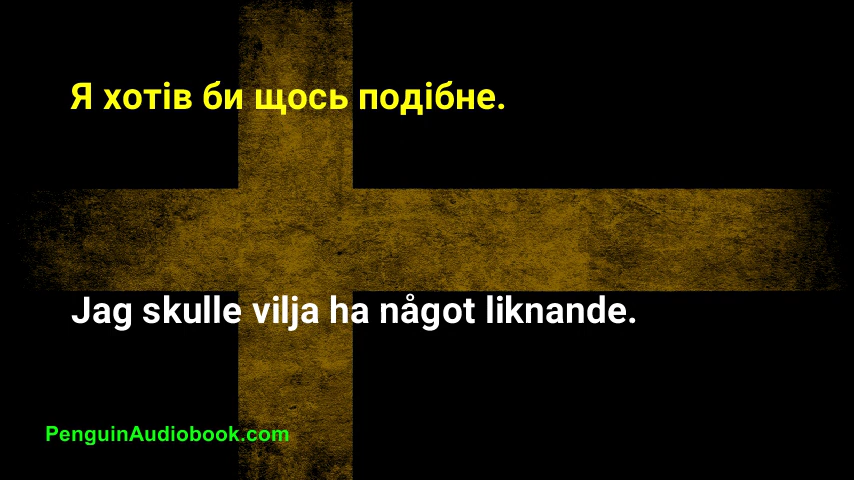 Я хотів би щось подібне.
Jag skulle vilja ha något liknande.
PenguinAudiobook.com